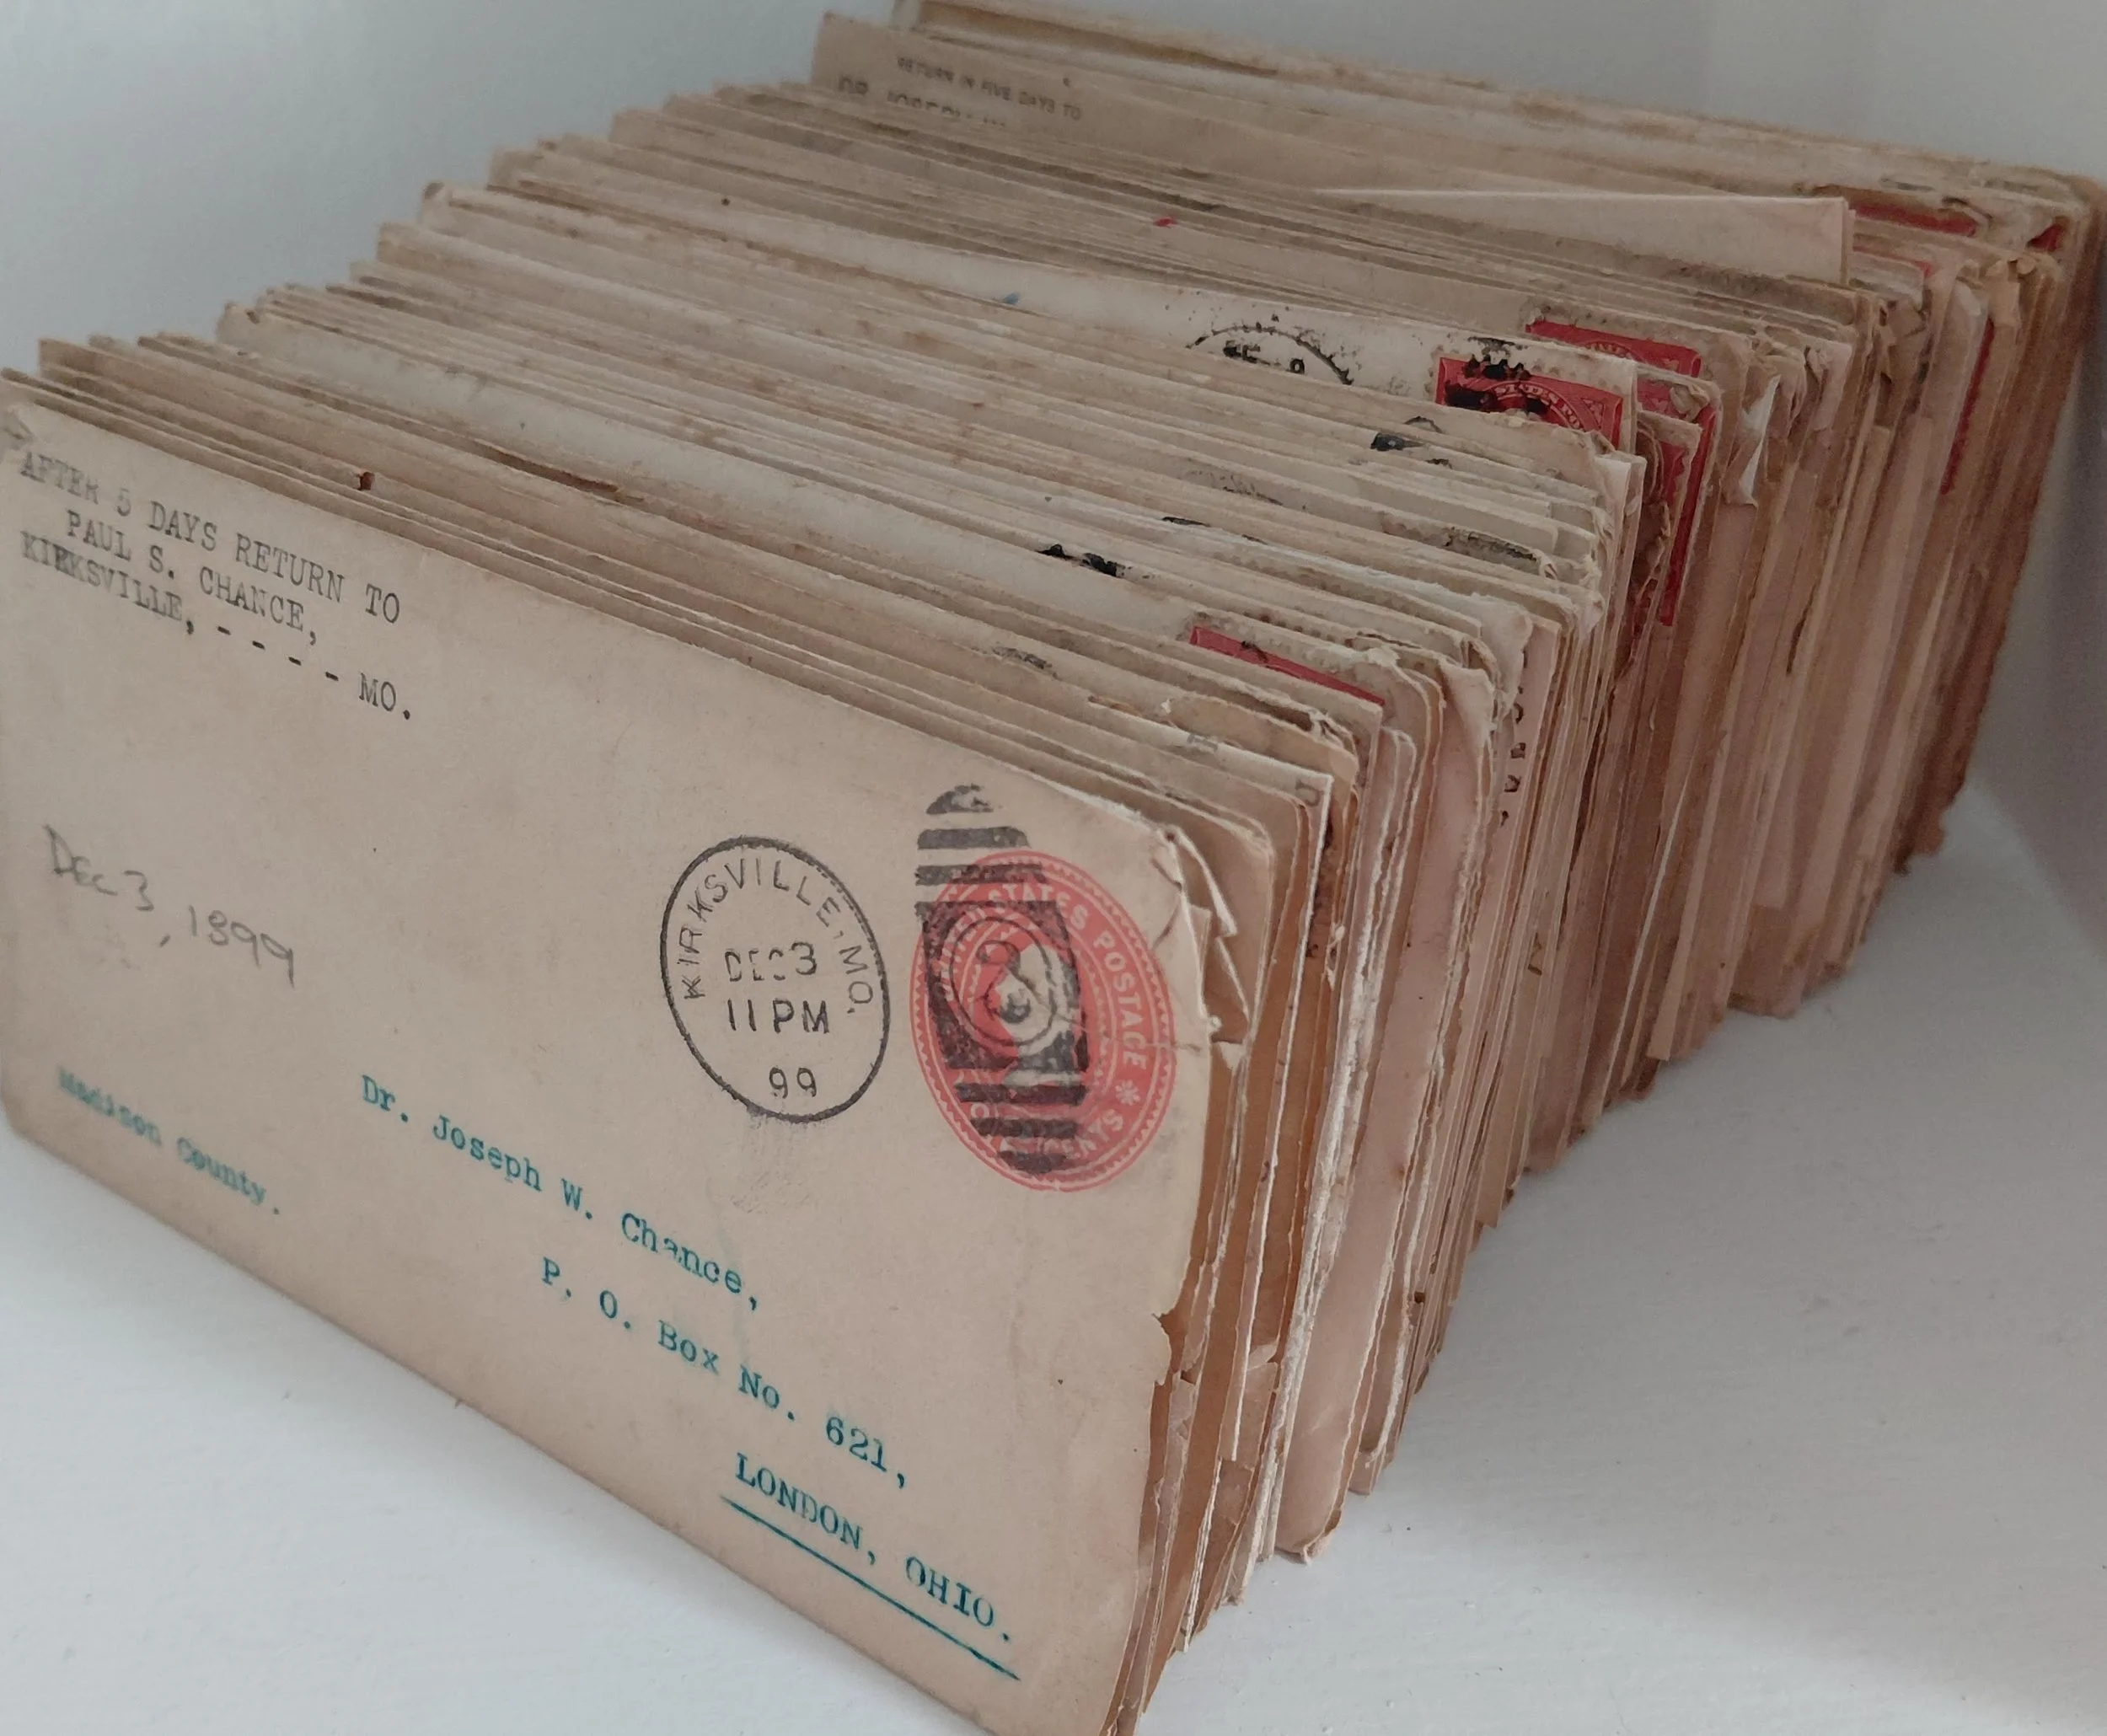 RETURN IN FIVE DAYS TO
AFTER 5 DAYS RETURN TO
PAUL S. CHANCE,
KIRKSVILLE, - - - - MO.
Dec 3, 1899
KIRKSVILLE, MO.
DEC 3
11 PM
99
STATES POSTAGE
CENTS
Dr. Joseph W. Chance,
P. O. Box No. 621,
LONDON, OHIO.
Madison County.